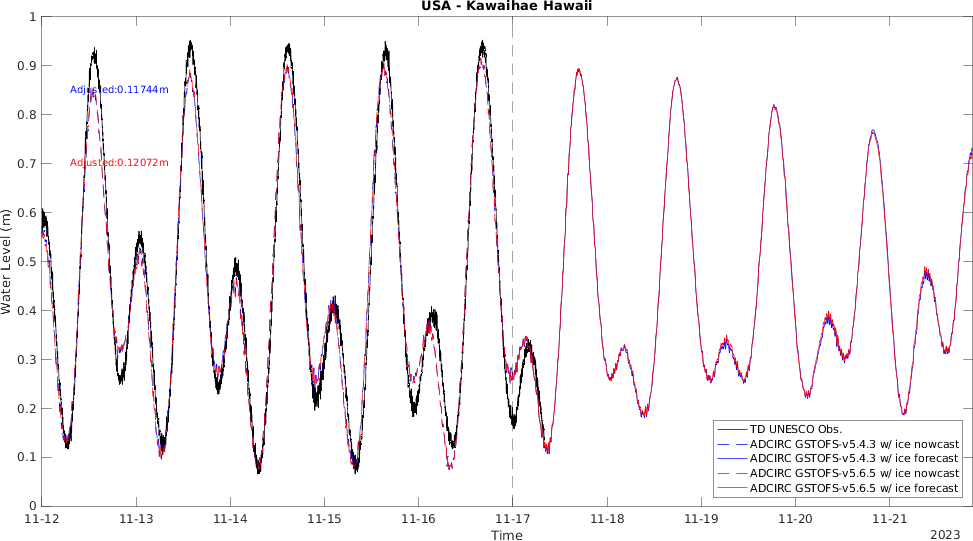 USA - Kawaihae Hawaii
1
0.9
0.8
0.7
0.6
0.5
0.4
0.3
0.2
0.1
0
Water Level (m)
Adjusted:0.11744m
Adjusted:0.12072m
TD UNESCO Obs.
ADCIRC GSTOFS-v5.4.3 w/ ice nowcast
ADCIRC GSTOFS-v5.4.3 w/ ice forecast
ADCIRC GSTOFS-v5.6.5 w/ ice nowcast
ADCIRC GSTOFS-v5.6.5 w/ ice forecast
11-12 11-13 11-14 11-15 11-16 11-17 11-18 11-19 11-20 11-21
Time
2023